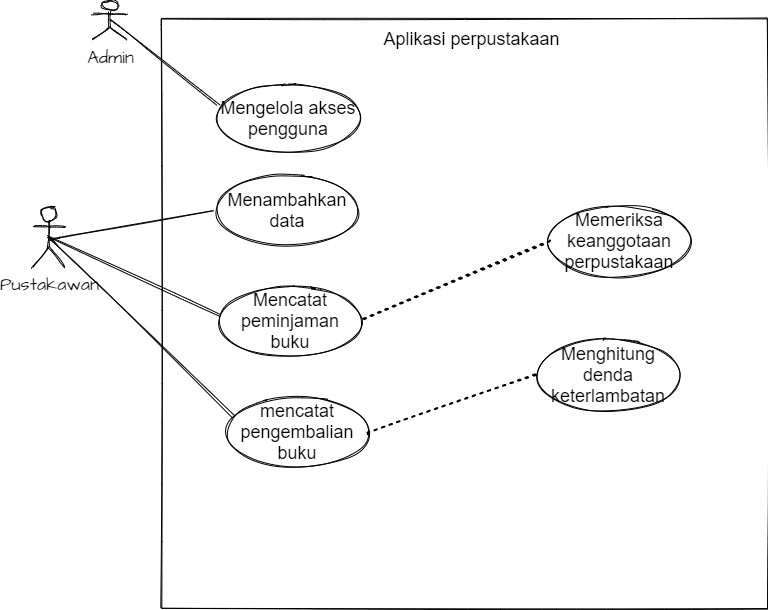 Admin
Aplikasi perpustakaan
Mengelola akses
pengguna
Menambahkan
data
Pustakawan
Memeriksa
keanggotaan
perpustakaan
Mencatat
peminjaman
buku
Menghitung
denda
keterlambatan
mencatat
pengembalian
buku